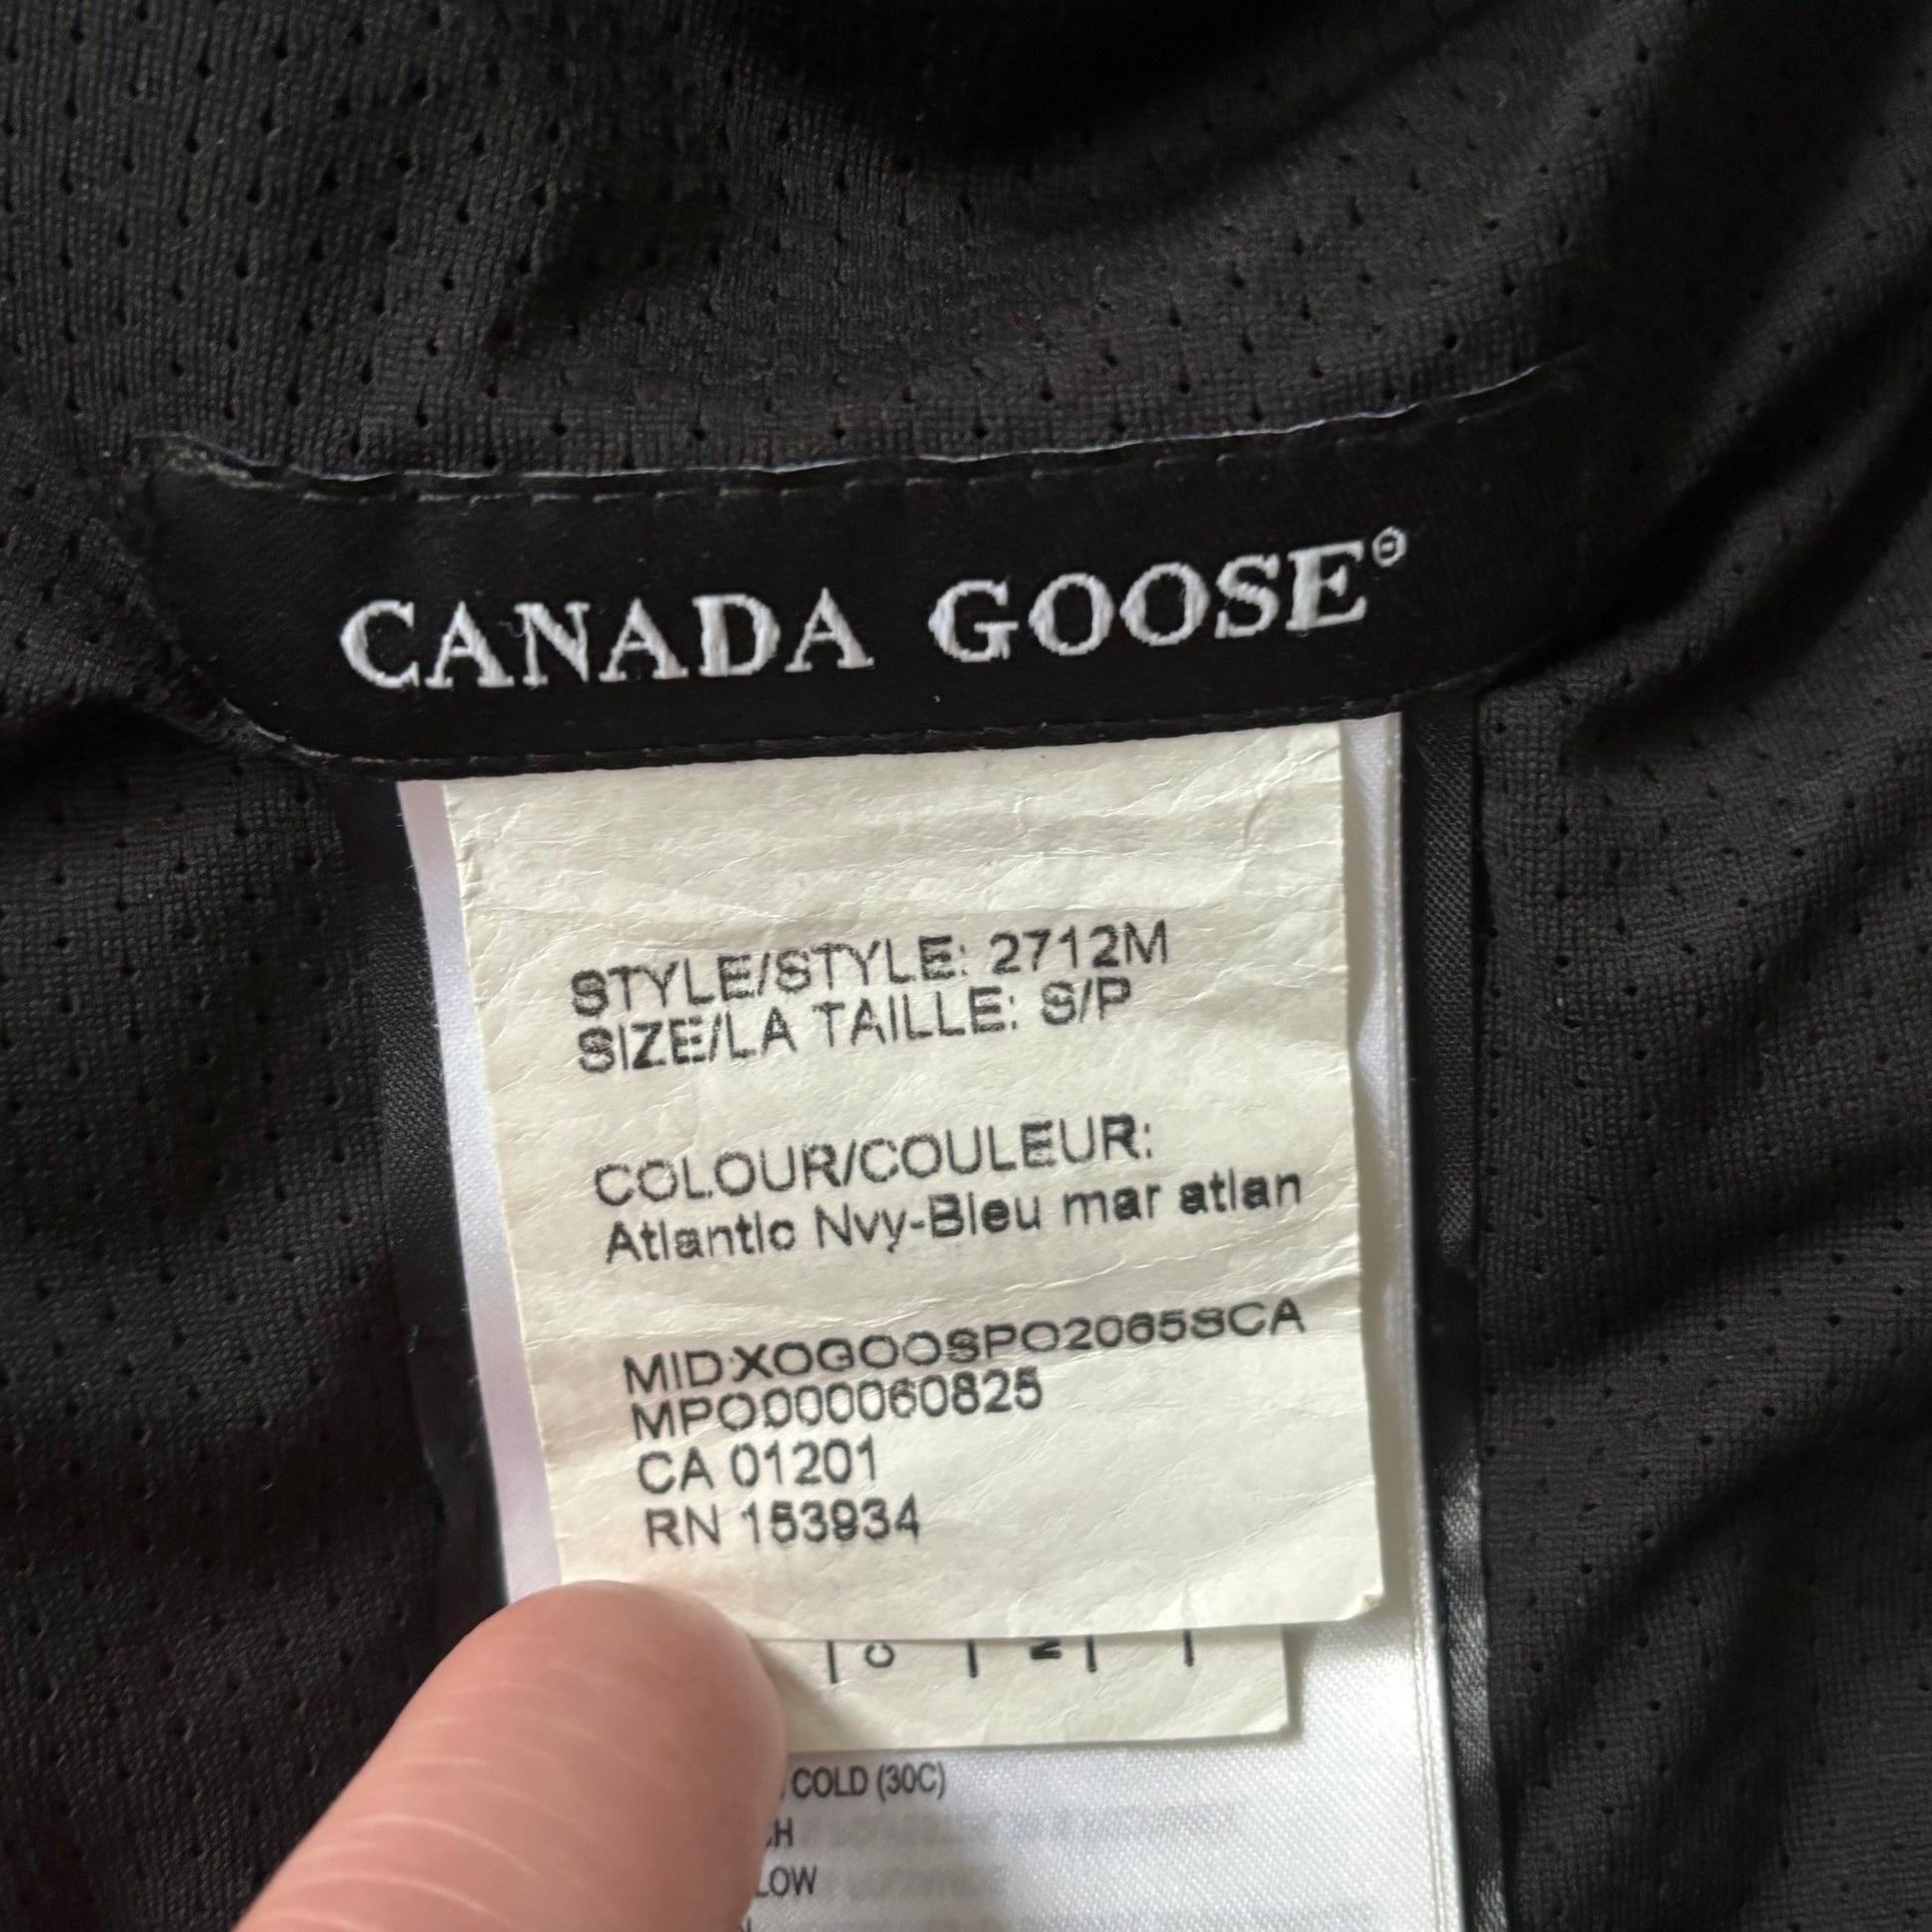 CANADA GOOSE®
STYLE/STYLE: 2712M
SIZE/LA TAILLE: S/P
COLOUR/COULEUR:
Atlantic Nvy-Bleu mar atlan
MID:XOGOOSPO2065SCA
MPO000060825
CA 01201
RN 153934
COLD (30C)
LOW